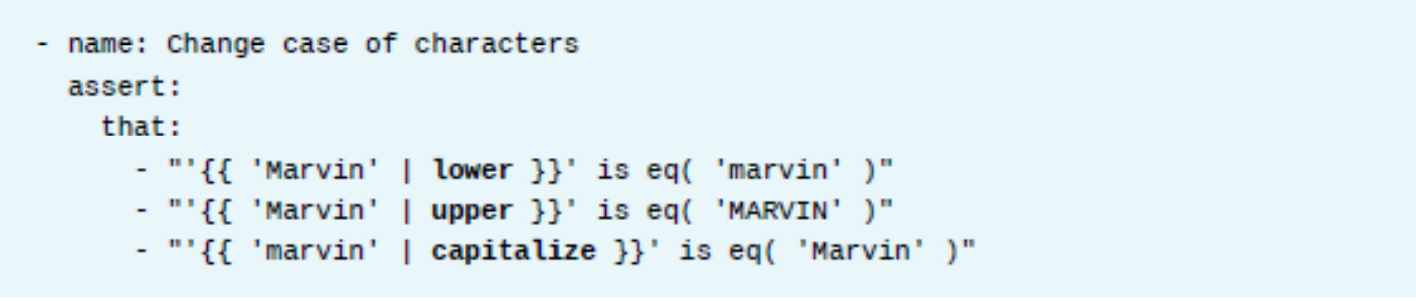 - name: Change case of characters
  assert:
    that:
      - "'{{ 'Marvin' | lower }}' is eq( 'marvin' )"
      - "'{{ 'Marvin' | upper }}' is eq( 'MARVIN' )"
      - "'{{ 'marvin' | capitalize }}' is eq( 'Marvin' )"